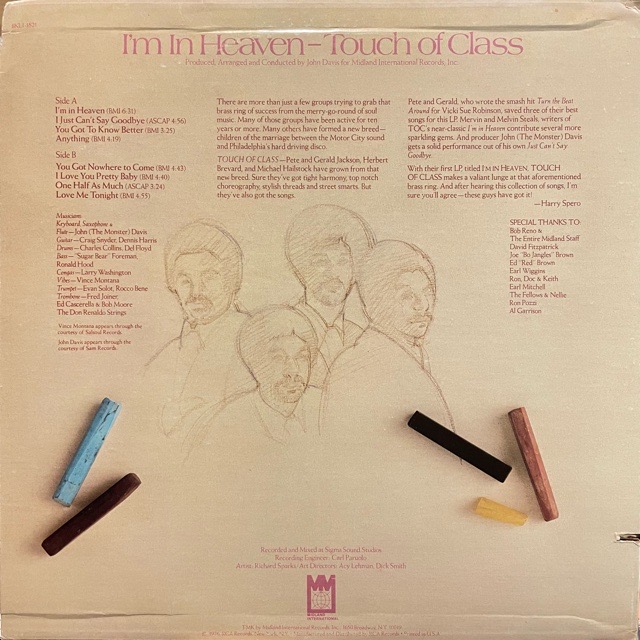 I'm In Heaven – Touch of Class
Produced, Arranged and Conducted by John Davis for Midland International Records, Inc.
Side A
I'm in Heaven (BMI 6:31)
I Just Can't Say Goodbye (ASCAP 4:56)
You Got To Know Better (BMI 3:25)
Anything (BMI 4:19)
Side B
You Got Nowhere to Come (BMI 4:43)
I Love You Pretty Baby (BMI 4:40)
One Half As Much (ASCAP 3:24)
Love Me Tonight (BMI 4:55)
Musicians:
Keyboard, Saxophone &
Flute—John (The Monster) Davis
Guitar—Craig Snyder, Dennis Harris
Drums—Charles Collins, Del Floyd
Bass—"Sugar Bear" Foreman,
Ronald Hood
Congas—Larry Washington
Vibes—Vince Montana
Trumpet—Evan Solot, Rocco Bene
Trombone—Fred Joiner,
Ed Cascerella & Bob Moore
The Don Renaldo Strings
Vince Montana appears through the
courtesy of Salsoul Records
John Davis appears through the
courtesy of Sam Records
There are more than just a few groups trying to grab that
brass ring of success from the merry-go-round of soul
music. Many of those groups have been active for ten
years or more. Many others have formed a new breed—
children of the marriage between the Motor City sound
and Philadelphia's hard driving disco.
TOUCH OF CLASS—Pete and Gerald Jackson, Herbert
Brevard, and Michael Hailstock have grown from that
new breed. Sure they've got tight harmony, top notch
choreography, stylish threads and street smarts. But
they've also got the songs.
Pete and Gerald, who wrote the smash hit Turn the Beat
Around for Vicki Sue Robinson, saved three of their best
songs for this LP. Mervin and Melvin Steals, writers of
TOC's near-classic I'm in Heaven contribute several more
sparkling gems. And producer John (The Monster) Davis
gets a solid performance out of his own Just Can't Say
Goodbye.
With their first LP, titled I'M IN HEAVEN, TOUCH
OF CLASS makes a valiant lunge at that aforementioned
brass ring. And after hearing this collection of songs, I'm
sure you'll agree—these guys have got it!
—Harry Spero
SPECIAL THANKS TO:
Bob Reno &
The Entire Midland Staff
David Fitzpatrick
Joe "Bo Jangles" Brown
Ed "Red" Brown
Earl Wiggins
Ron, Doc & Keith
Earl Mitchell
The Fellows & Nellie
Ron Pozzi
Al Garrison
Recorded and Mixed at Sigma Sound Studios
Recording Engineer: Carl Paruolo
Artist: Richard Sparks/Art Directors: Acy Lehman, Dick Smith
MIDLAND
INTERNATIONAL